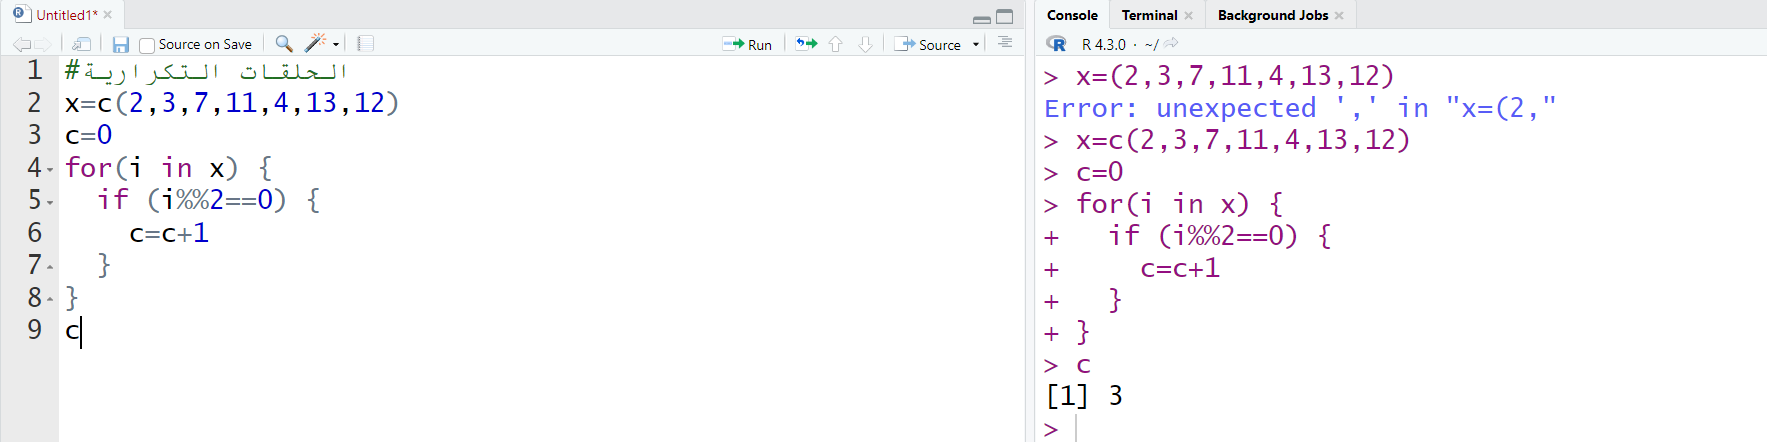 Untitled1*
Source on Save
Run
Source
1 #الحلقات التكرارية
2 x=c(2,3,7,11,4,13,12)
3 c=0
4 for(i in x) {
5   if (i%%2==0) {
6     c=c+1
7   }
8 }
9 c
Console Terminal Background Jobs
R 4.3.0 · ~/
> x=(2,3,7,11,4,13,12)
Error: unexpected ',' in "x=(2,"
> x=c(2,3,7,11,4,13,12)
> c=0
> for(i in x) {
+   if (i%%2==0) {
+     c=c+1
+   }
+ }
> c
[1] 3
>